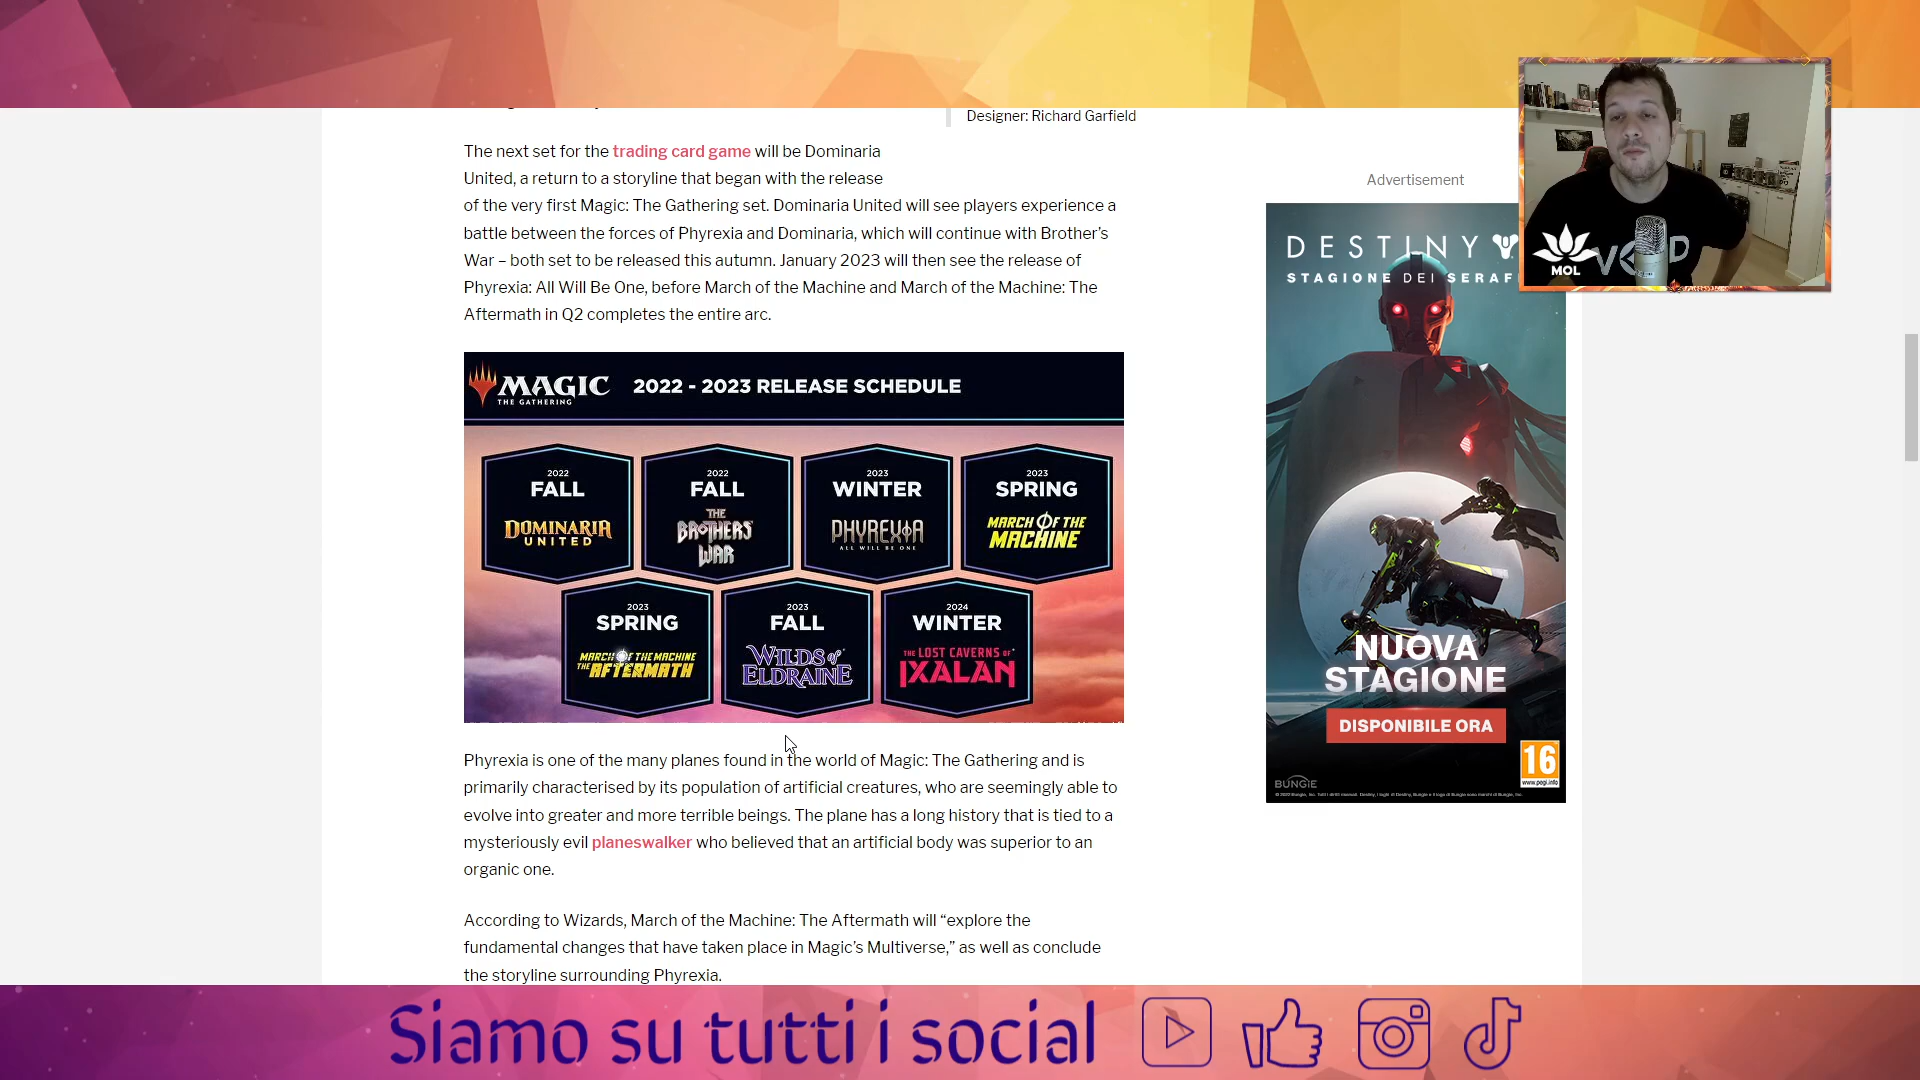 Designer: Richard Garfield
The next set for the trading card game will be Dominaria
United, a return to a storyline that began with the release
of the very first Magic: The Gathering set. Dominaria United will see players experience a
battle between the forces of Phyrexia and Dominaria, which will continue with Brother’s
War – both set to be released this autumn. January 2023 will then see the release of
Phyrexia: All Will Be One, before March of the Machine and March of the Machine: The
Aftermath in Q2 completes the entire arc.
MAGIC
THE GATHERING
2022 - 2023 RELEASE SCHEDULE
2022
FALL
DOMINARIA
UNITED
2022
FALL
THE
BROTHERS'
WAR
2023
WINTER
PHYREXIA
ALL WILL BE ONE
2023
SPRING
MARCH OF THE
MACHINE
2023
SPRING
MARCH OF THE MACHINE
THE AFTERMATH
2023
FALL
WILDS of
ELDRAINE
2024
WINTER
THE LOST CAVERNS OF
IXALAN
Phyrexia is one of the many planes found in the world of Magic: The Gathering and is
primarily characterised by its population of artificial creatures, who are seemingly able to
evolve into greater and more terrible beings. The plane has a long history that is tied to a
mysteriously evil planeswalker who believed that an artificial body was superior to an
organic one.
According to Wizards, March of the Machine: The Aftermath will “explore the
fundamental changes that have taken place in Magic’s Multiverse,” as well as conclude
the storyline surrounding Phyrexia.
Advertisement
DESTINY
STAGIONE DEI SERAF
NUOVA
STAGIONE
DISPONIBILE ORA
BUNGIE
16
www.pegi.info
MOL
Siamo su tutti i social